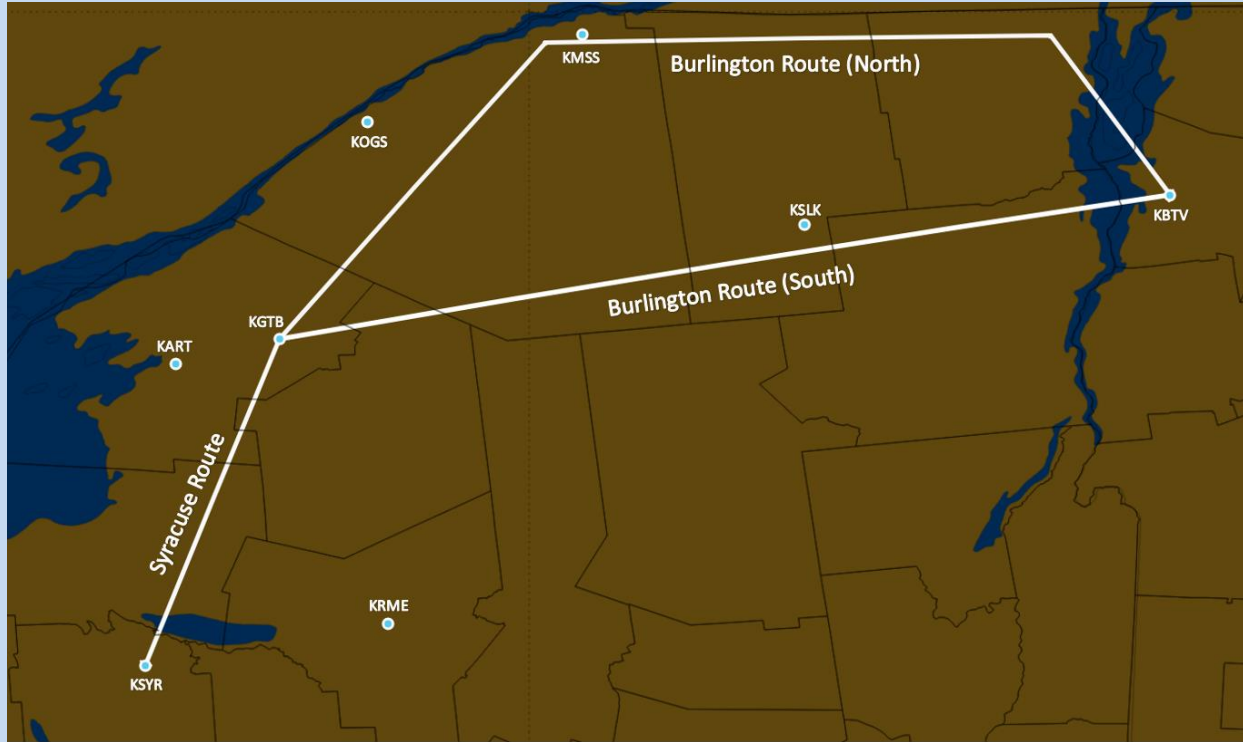 KMSS
Burlington Route (North)
KOGS
KSLK
KBTV
Burlington Route (South)
KGTB
KART
Syracuse Route
KRME
KSYR